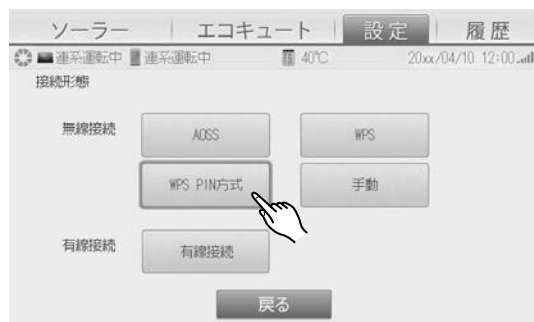 ソーラー エコキュート 設定 履歴
連系運転中 連系運転中 40℃ 20xx/04/10 12:00
接続形態
無線接続 AOSS WPS
WPS PIN方式 手動
有線接続 有線接続
戻る